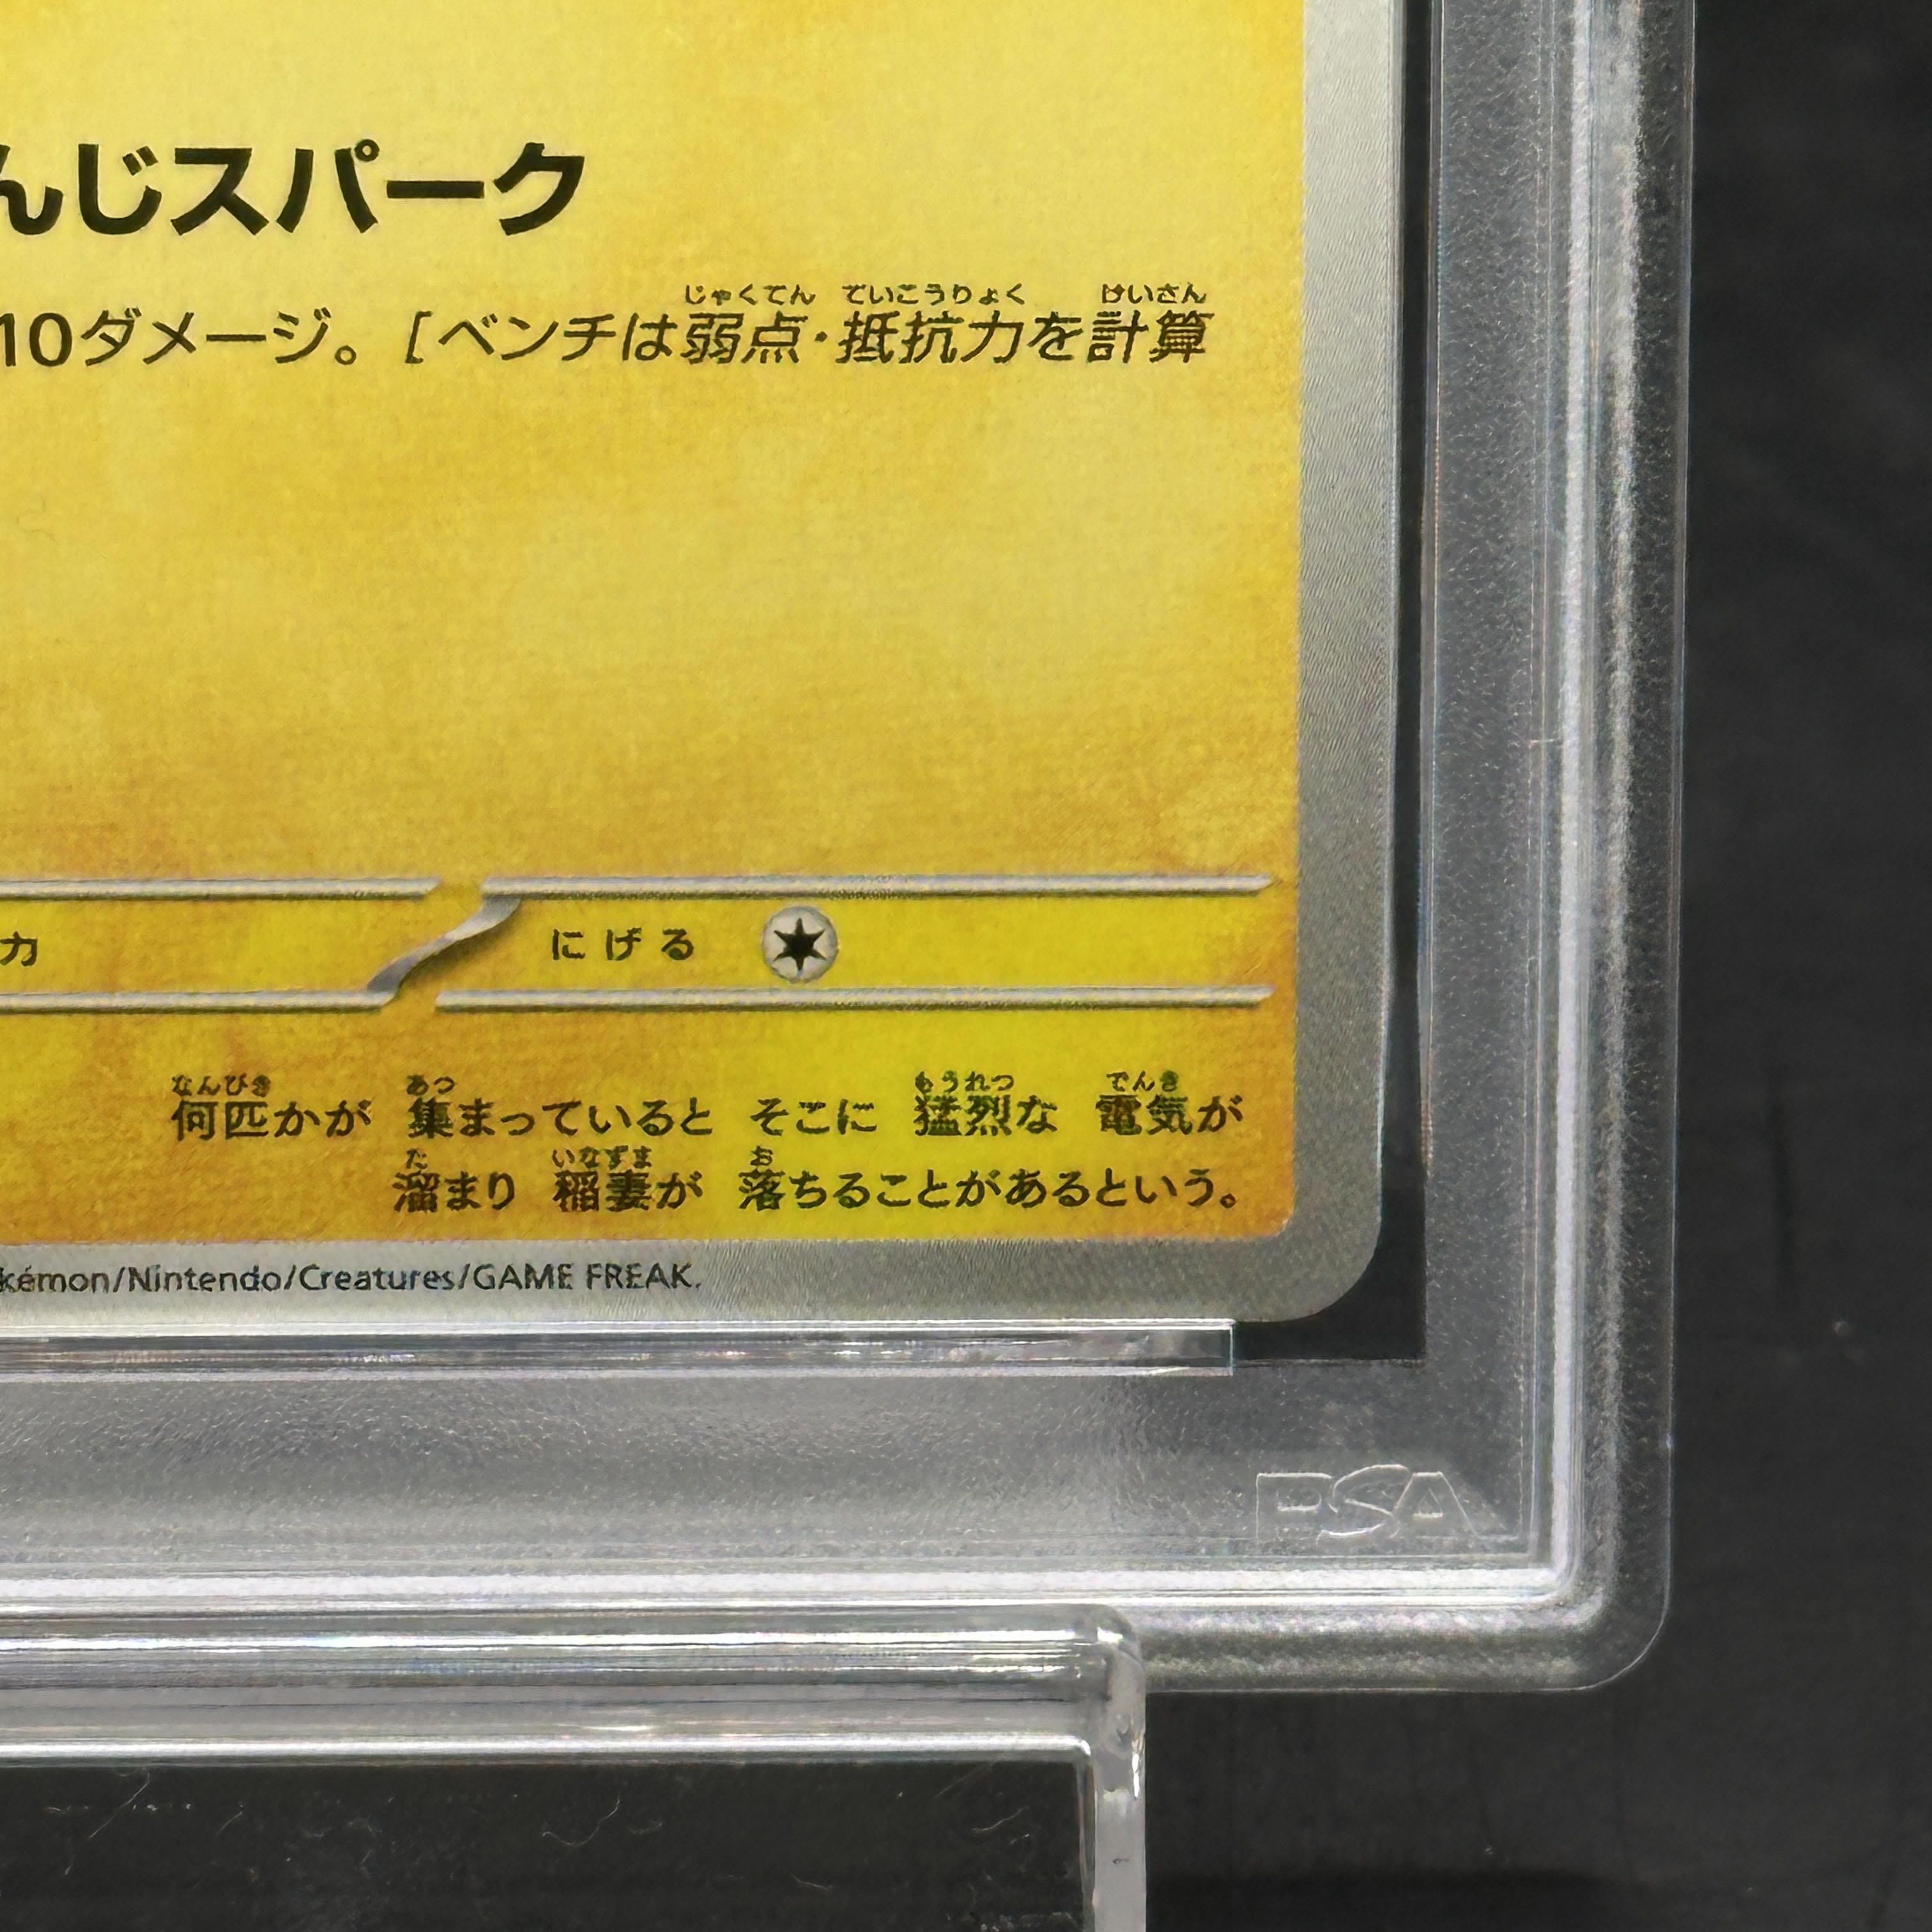 んじスパーク
じゃくてん ていこうりょく けいさん
10ダメージ。[ベンチは弱点・抵抗力を計算
力 にげる
なんびき あつ もうれつ でんき
何匹かが 集まっていると そこに 猛烈な 電気が
た いなずま お
溜まり 稲妻が 落ちることがあるという。
kémon/Nintendo/Creatures/GAME FREAK.
PSA